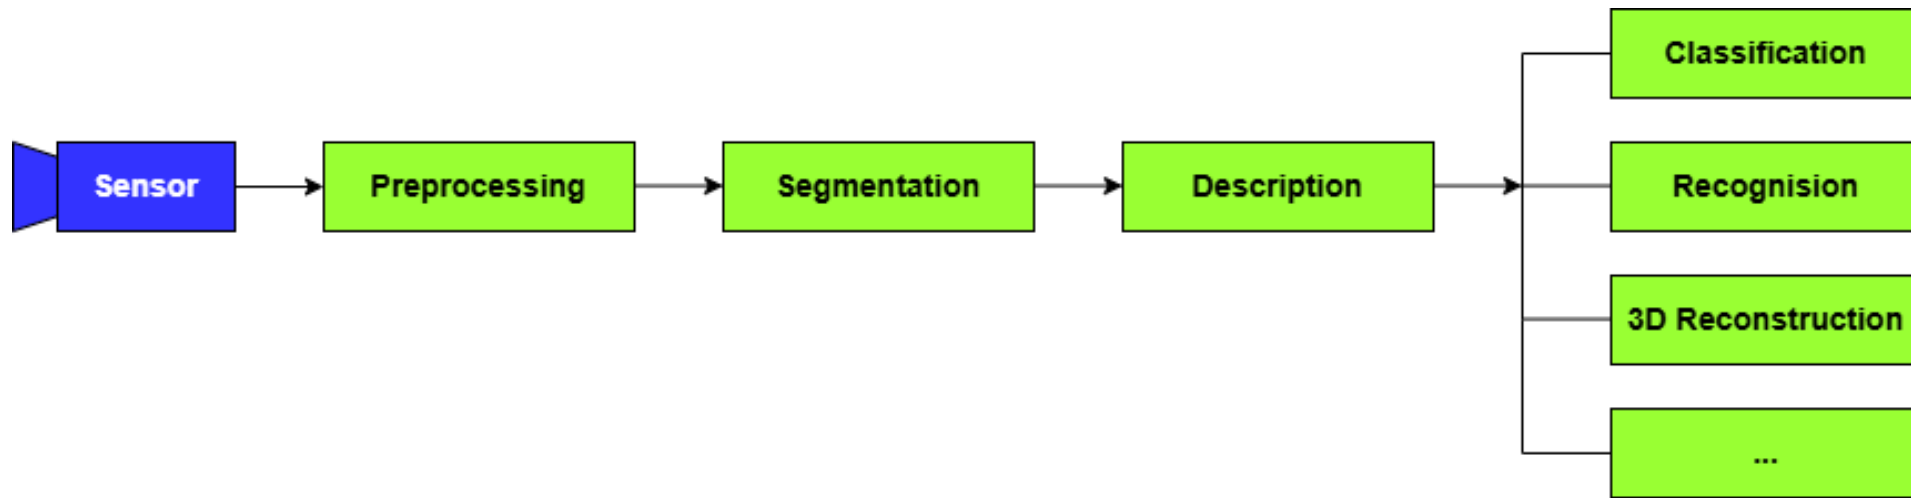 Sensor
Preprocessing
Segmentation
Description
Classification
Recognision
3D Reconstruction
...